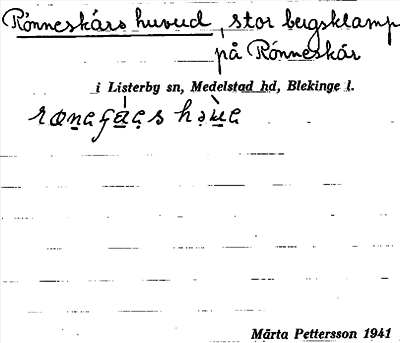 Rönneskärs huvud, stor bergsklamp
på Rönneskär
i Listerby sn, Medelstad hd, Blekinge l.
Märta Pettersson 1941